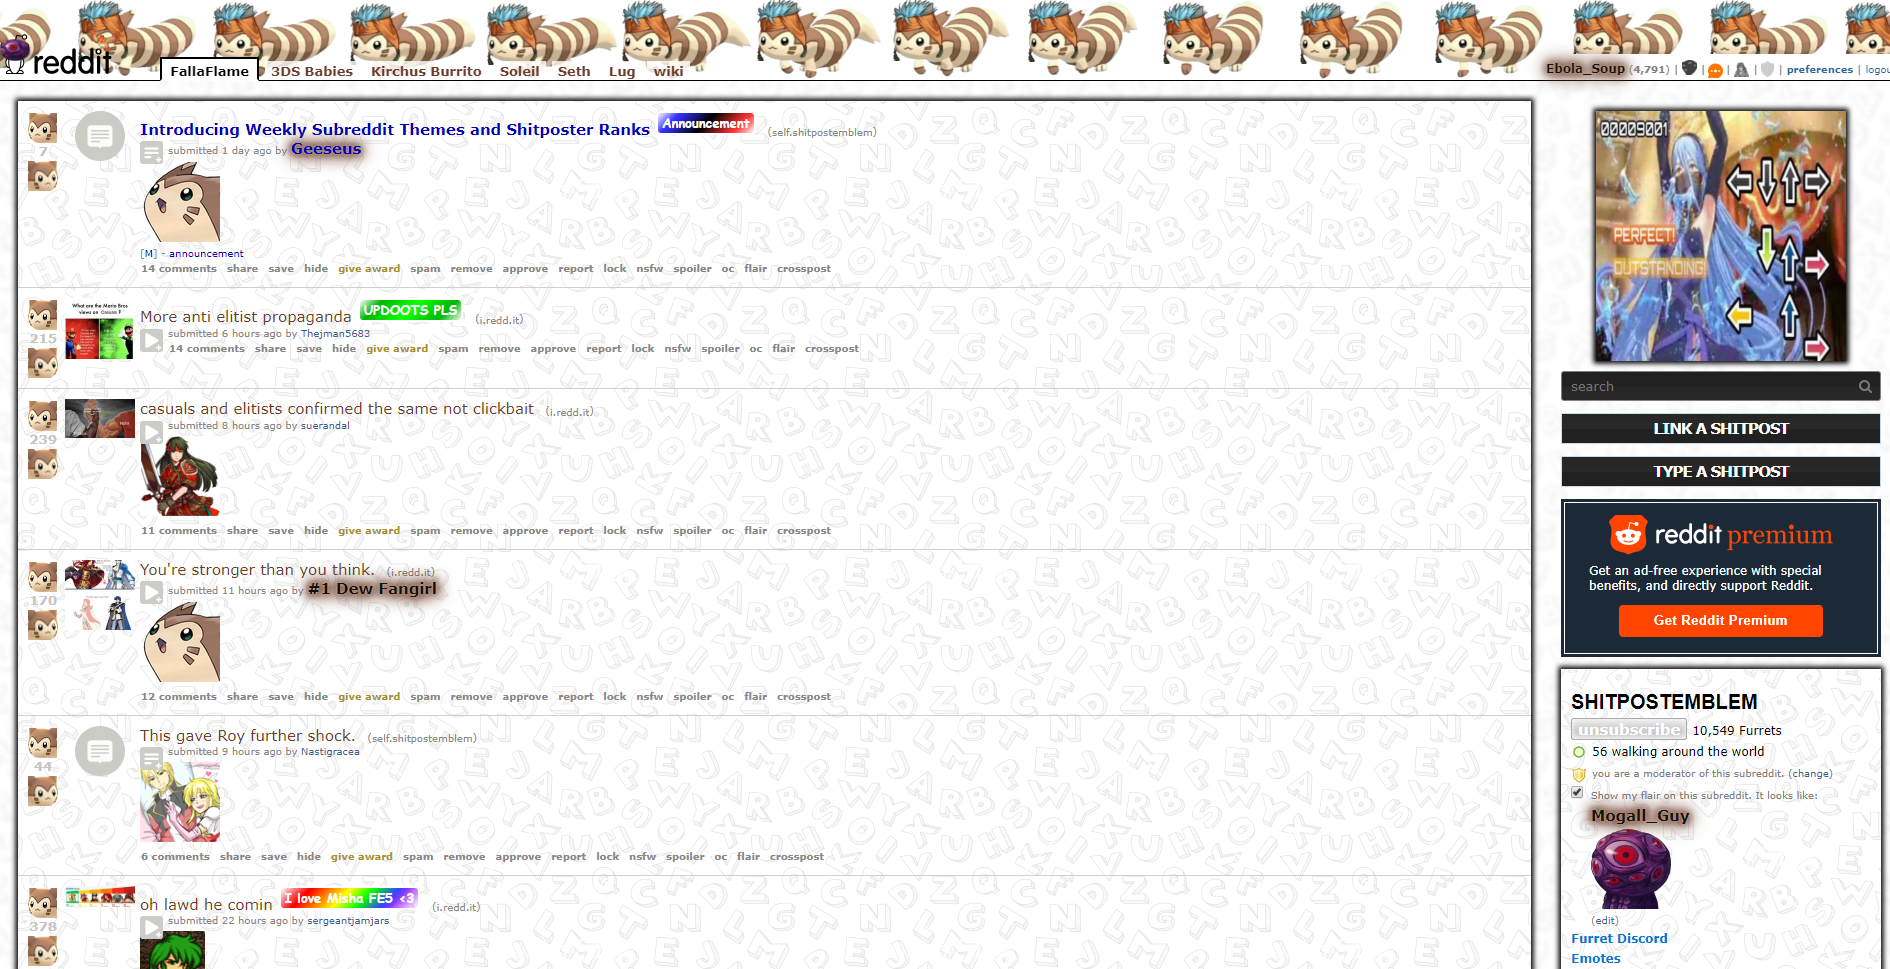 reddit FallaFlame 3DS Babies Kirchus Burrito Soleil Seth Lug wiki
Ebola_Soup (4,791) | | | | | preferences | logou
Introducing Weekly Subreddit Themes and Shitposter Ranks Announcement (self.shitpostemblem)
7
submitted 1 day ago by Geeseus
[M] - announcement
14 comments share save hide give award spam remove approve report lock nsfw spoiler oc flair crosspost
What are the Mario Bros
views on Casuals ?
More anti elitist propaganda UPDOOTS PLS (i.redd.it)
215
submitted 6 hours ago by Thejman5683
14 comments share save hide give award spam remove approve report lock nsfw spoiler oc flair crosspost
casuals and elitists confirmed the same not clickbait (i.redd.it)
239
submitted 8 hours ago by suerandal
11 comments share save hide give award spam remove approve report lock nsfw spoiler oc flair crosspost
You're stronger than you think. (i.redd.it)
170
submitted 11 hours ago by #1 Dew Fangirl
12 comments share save hide give award spam remove approve report lock nsfw spoiler oc flair crosspost
This gave Roy further shock. (self.shitpostemblem)
44
submitted 9 hours ago by Nastigracea
6 comments share save hide give award spam remove approve report lock nsfw spoiler oc flair crosspost
oh lawd he comin I love Misha FE5 <3 (i.redd.it)
378
submitted 22 hours ago by sergeantjamjars
00009001
PERFECT!
OUTSTANDING!
search
LINK A SHITPOST
TYPE A SHITPOST
reddit premium
Get an ad-free experience with special
benefits, and directly support Reddit.
Get Reddit Premium
SHITPOSTEMBLEM
unsubscribe 10,549 Furrets
56 walking around the world
you are a moderator of this subreddit. (change)
Show my flair on this subreddit. It looks like:
Mogall_Guy
(edit)
Furret Discord
Emotes